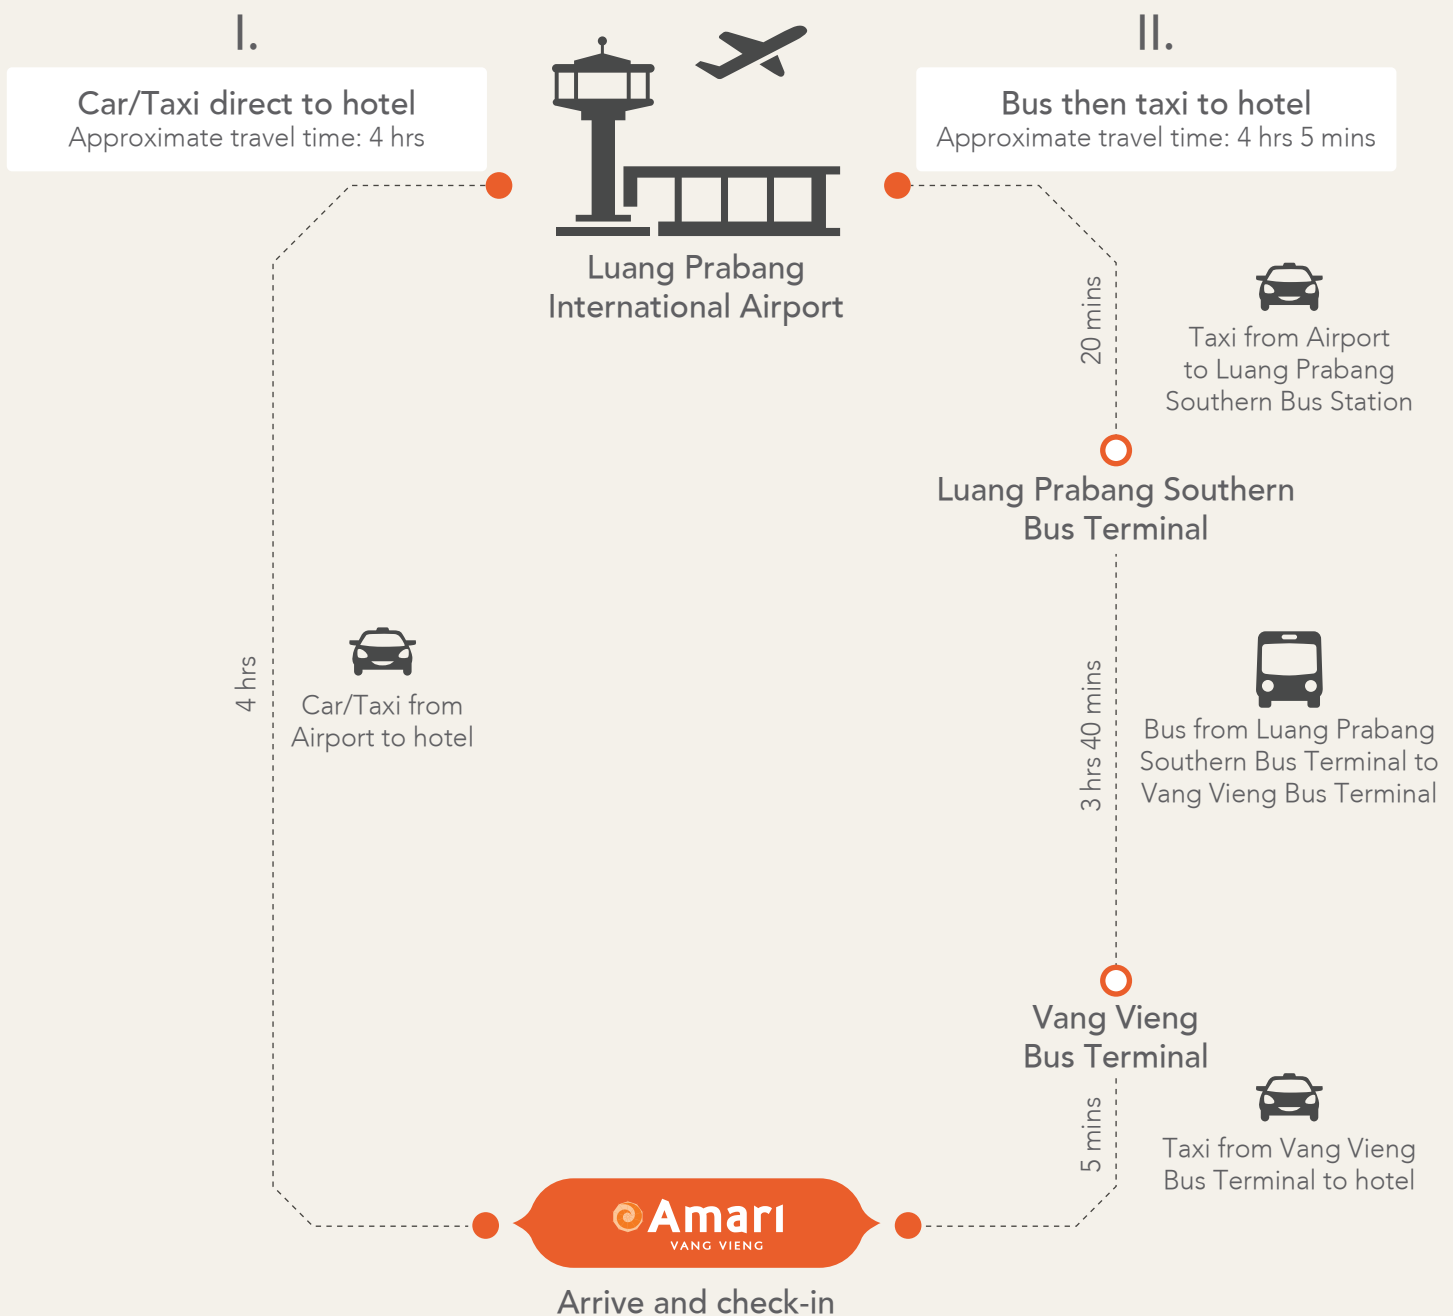 I.
Car/Taxi direct to hotel
Approximate travel time: 4 hrs
II.
Bus then taxi to hotel
Approximate travel time: 4 hrs 5 mins
Luang Prabang
International Airport
4 hrs
Car/Taxi from
Airport to hotel
20 mins
Taxi from Airport
to Luang Prabang
Southern Bus Station
Luang Prabang Southern
Bus Terminal
3 hrs 40 mins
Bus from Luang Prabang
Southern Bus Terminal to
Vang Vieng Bus Terminal
Vang Vieng
Bus Terminal
5 mins
Taxi from Vang Vieng
Bus Terminal to hotel
Amari
VANG VIENG
Arrive and check-in